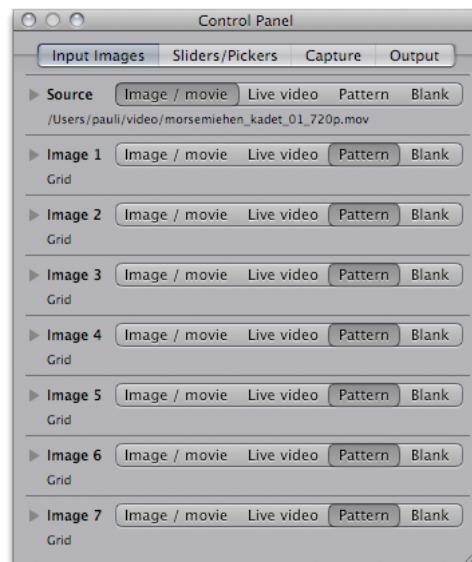 Control Panel
Input Images Sliders/Pickers Capture Output
Source Image / movie Live video Pattern Blank
/Users/pauli/video/morsemiehen_kadet_01_720p.mov
Image 1 Image / movie Live video Pattern Blank
Grid
Image 2 Image / movie Live video Pattern Blank
Grid
Image 3 Image / movie Live video Pattern Blank
Grid
Image 4 Image / movie Live video Pattern Blank
Grid
Image 5 Image / movie Live video Pattern Blank
Grid
Image 6 Image / movie Live video Pattern Blank
Grid
Image 7 Image / movie Live video Pattern Blank
Grid